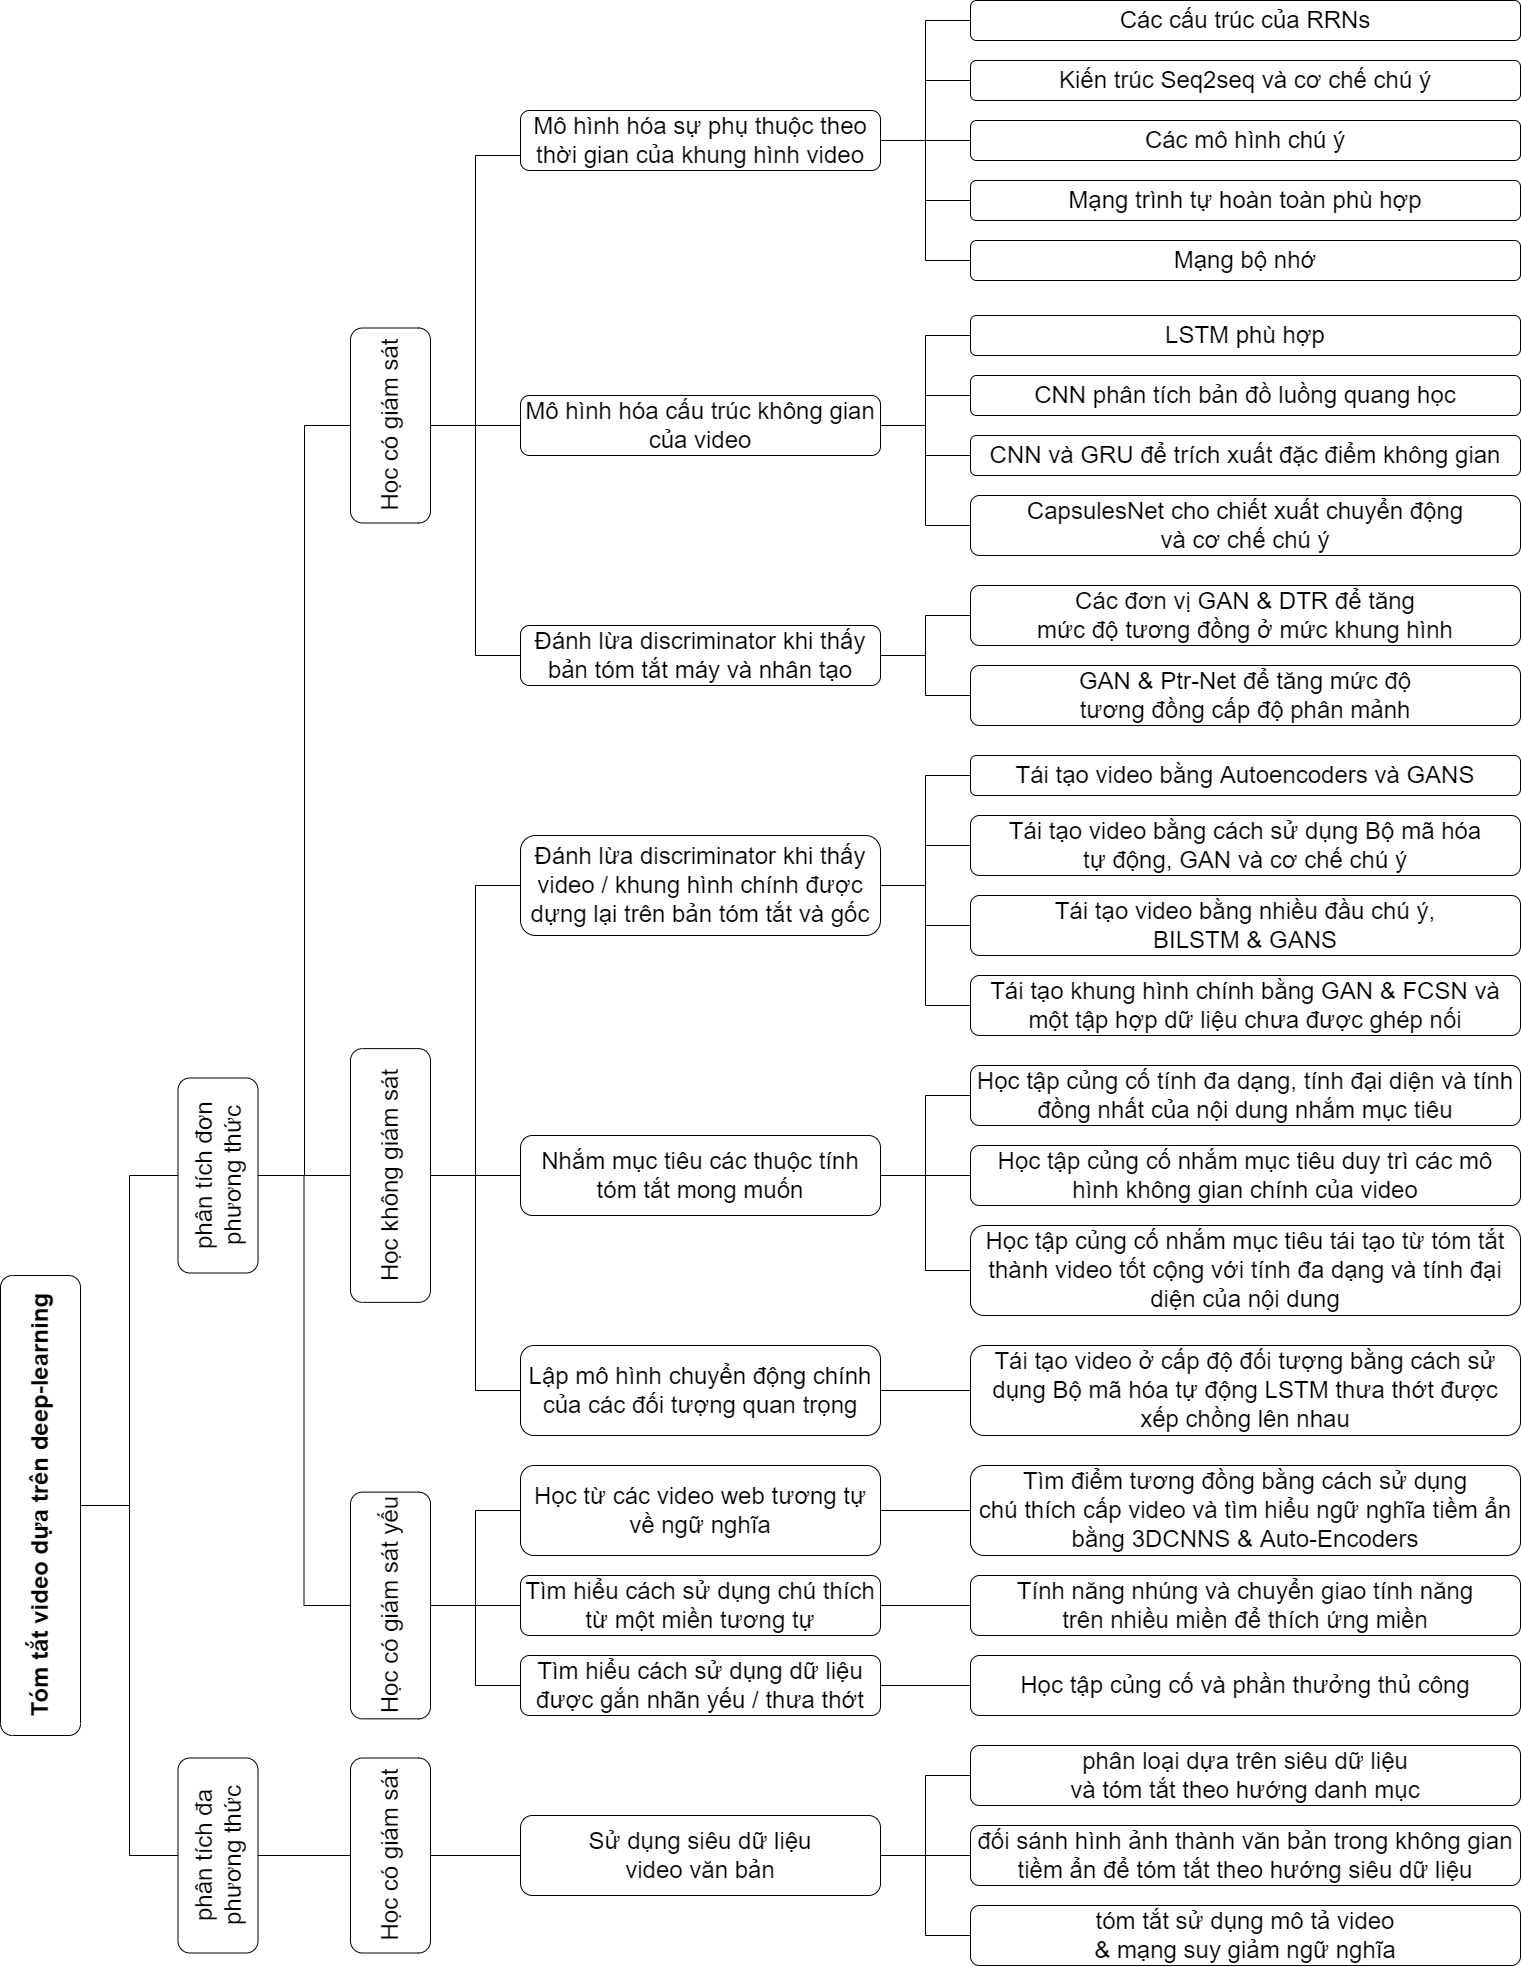 Tóm tắt video dựa trên deep-learning
phân tích đơn
phương thức
Học có giám sát
Mô hình hóa sự phụ thuộc theo
thời gian của khung hình video
Các cấu trúc của RRNs
Kiến trúc Seq2seq và cơ chế chú ý
Các mô hình chú ý
Mạng trình tự hoàn toàn phù hợp
Mạng bộ nhớ
Mô hình hóa cấu trúc không gian
của video
LSTM phù hợp
CNN phân tích bản đồ luồng quang học
CNN và GRU để trích xuất đặc điểm không gian
CapsulesNet cho chiết xuất chuyển động
và cơ chế chú ý
Đánh lừa discriminator khi thấy
bản tóm tắt máy và nhân tạo
Các đơn vị GAN & DTR để tăng
mức độ tương đồng ở mức khung hình
GAN & Ptr-Net để tăng mức độ
tương đồng cấp độ phân mảnh
Học không giám sát
Đánh lừa discriminator khi thấy
video / khung hình chính được
dựng lại trên bản tóm tắt và gốc
Tái tạo video bằng Autoencoders và GANS
Tái tạo video bằng cách sử dụng Bộ mã hóa
tự động, GAN và cơ chế chú ý
Tái tạo video bằng nhiều đầu chú ý,
BILSTM & GANS
Tái tạo khung hình chính bằng GAN & FCSN và
một tập hợp dữ liệu chưa được ghép nối
Nhắm mục tiêu các thuộc tính
tóm tắt mong muốn
Học tập củng cố tính đa dạng, tính đại diện và tính
đồng nhất của nội dung nhắm mục tiêu
Học tập củng cố nhắm mục tiêu duy trì các mô
hình không gian chính của video
Học tập củng cố nhắm mục tiêu tái tạo từ tóm tắt
thành video tốt cộng với tính đa dạng và tính đại
diện của nội dung
Lập mô hình chuyển động chính
của các đối tượng quan trọng
Tái tạo video ở cấp độ đối tượng bằng cách sử
dụng Bộ mã hóa tự động LSTM thưa thớt được
xếp chồng lên nhau
Học có giám sát yếu
Học từ các video web tương tự
về ngữ nghĩa
Tìm điểm tương đồng bằng cách sử dụng
chú thích cấp video và tìm hiểu ngữ nghĩa tiềm ẩn
bằng 3DCNNS & Auto-Encoders
Tìm hiểu cách sử dụng chú thích
từ một miền tương tự
Tính năng nhúng và chuyển giao tính năng
trên nhiều miền để thích ứng miền
Tìm hiểu cách sử dụng dữ liệu
được gắn nhãn yếu / thưa thớt
Học tập củng cố và phần thưởng thủ công
phân tích đa
phương thức
Học có giám sát
Sử dụng siêu dữ liệu
video văn bản
phân loại dựa trên siêu dữ liệu
và tóm tắt theo hướng danh mục
đối sánh hình ảnh thành văn bản trong không gian
tiềm ẩn để tóm tắt theo hướng siêu dữ liệu
tóm tắt sử dụng mô tả video
& mạng suy giảm ngữ nghĩa